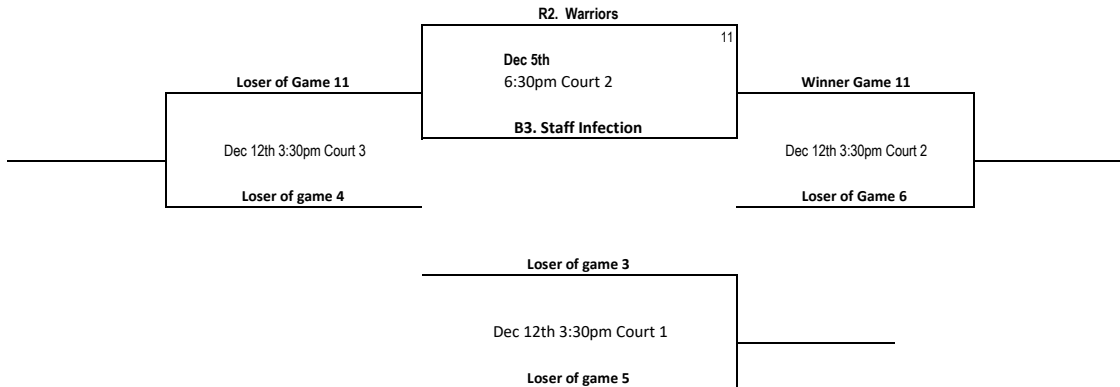 R2. Warriors
11
Dec 5th
Loser of Game 11
6:30pm Court 2
Winner Game 11
B3. Staff Infection
Dec 12th 3:30pm Court 3
Dec 12th 3:30pm Court 2
Loser of game 4
Loser of Game 6
Loser of game 3
Dec 12th 3:30pm Court 1
Loser of game 5